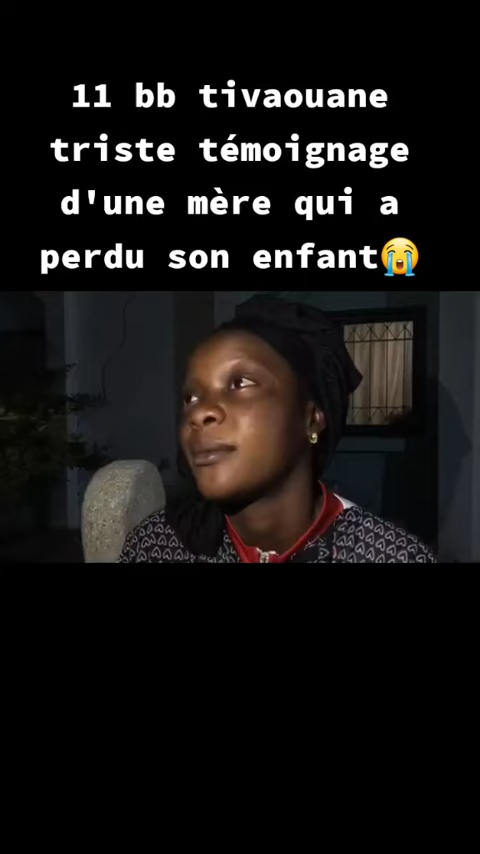 11 bb tivaouane
triste témoignage
d'une mère qui a
perdu son enfant😭